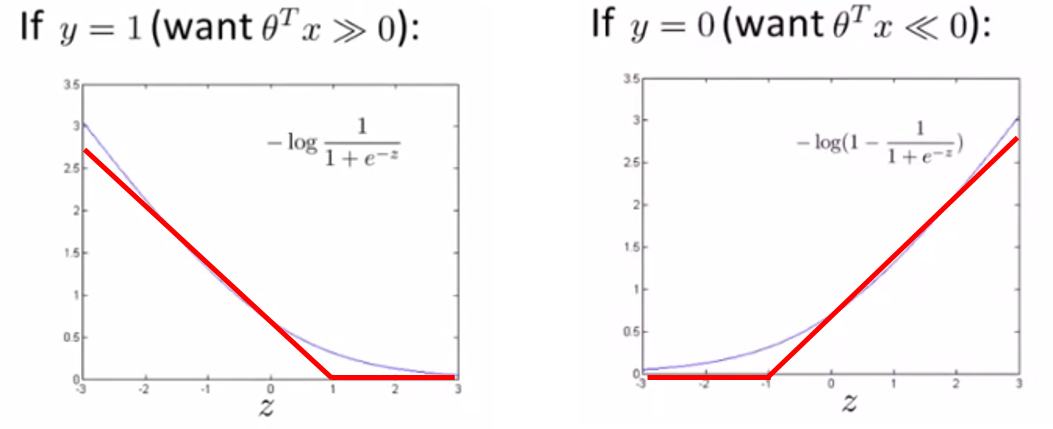 If y = 1 (want θᵀx ≫ 0):
3.5
3
2.5
2
1.5
1
0.5
0
-3 -2 -1 0 1 2 3
z
− log 1/(1 + e⁻ᶻ)
If y = 0 (want θᵀx ≪ 0):
3.5
3
2.5
2
1.5
1
0.5
0
-3 -2 -1 0 1 2 3
z
− log(1 − 1/(1 + e⁻ᶻ))